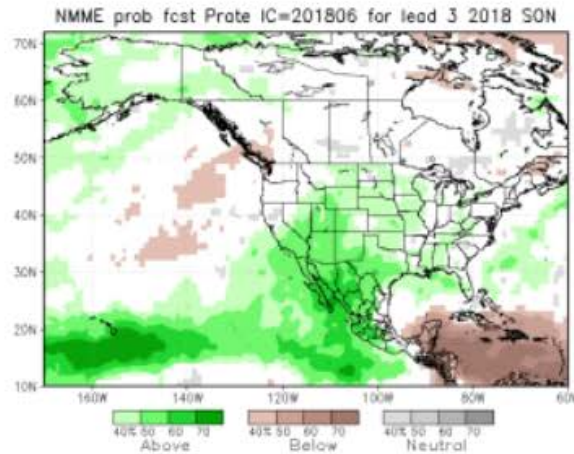 NMME prob fcst Prate IC=201806 for lead 3 2018 SON
70N
60N
50N
40N
30N
20N
10N
160W 140W 120W 100W 80W 60W
40% 50 60 70 40% 50 60 70 40% 50 60 70
Above Below Neutral